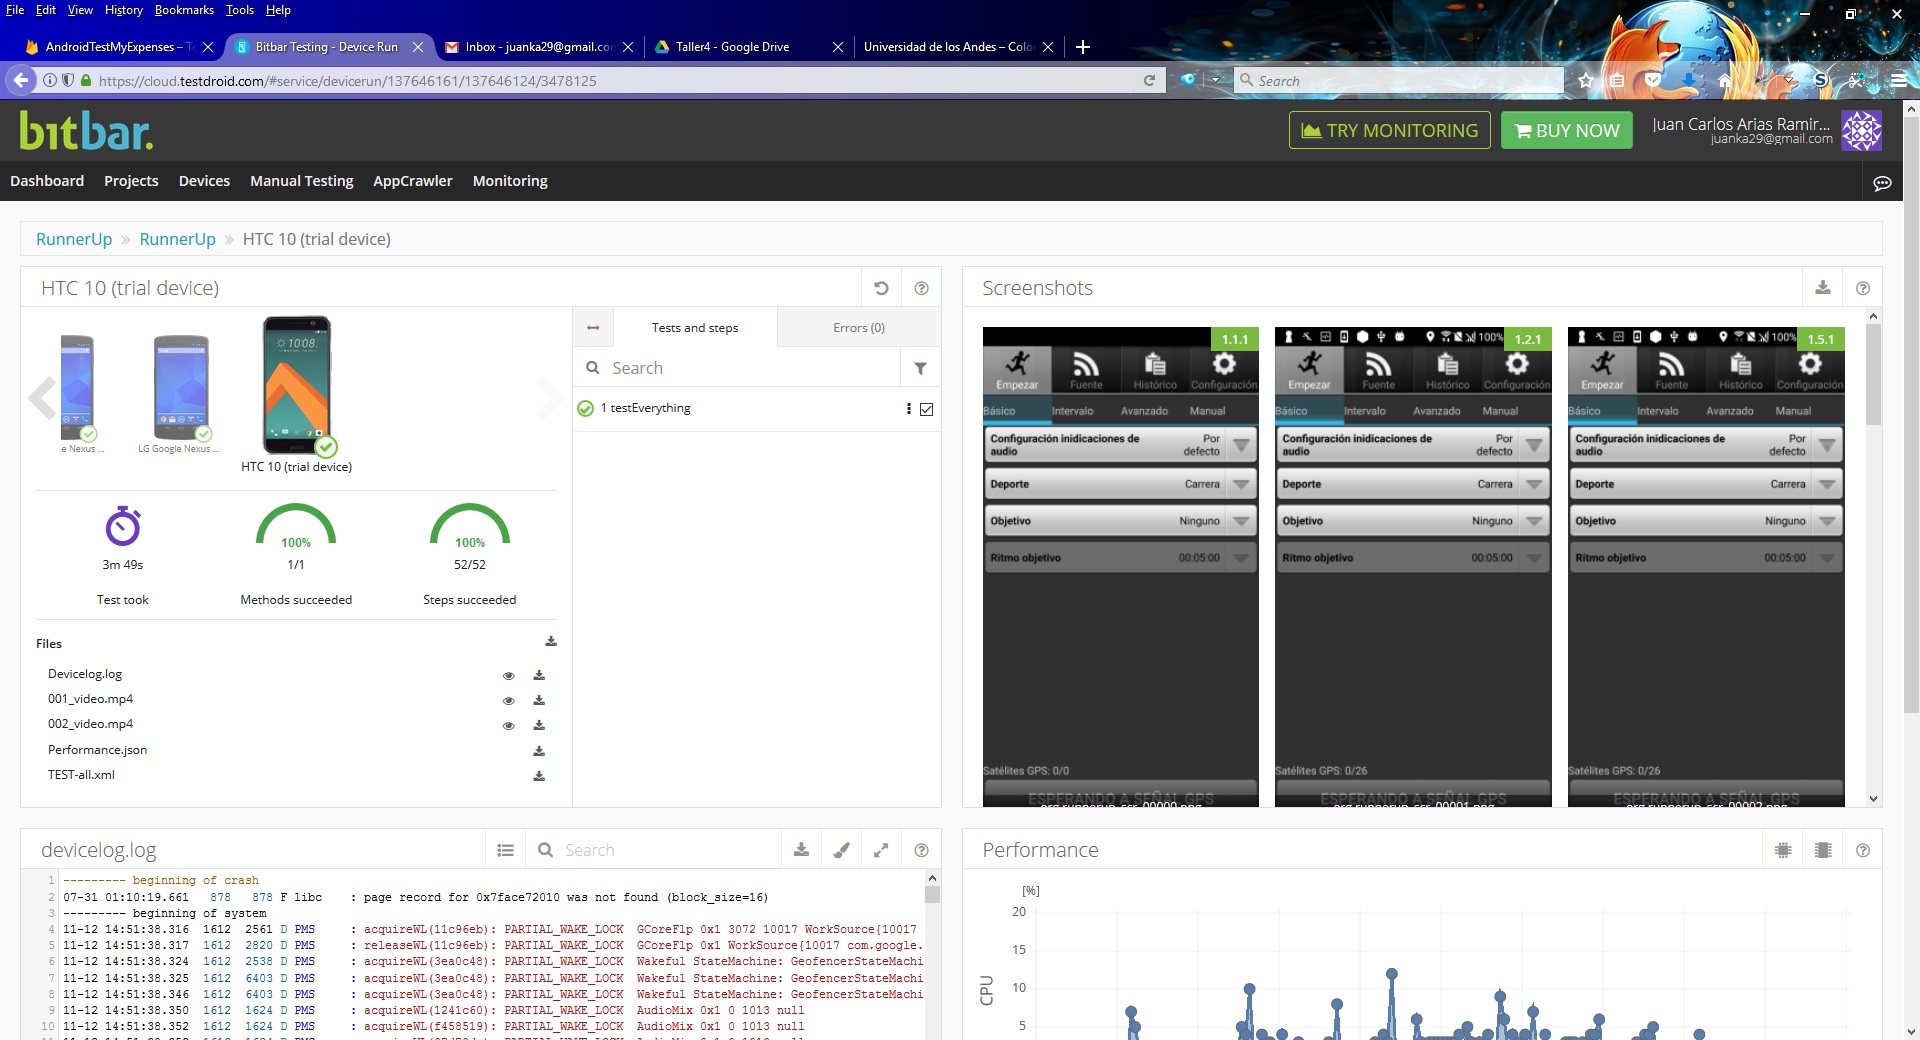 File Edit View History Bookmarks Tools Help
AndroidTestMyExpenses – Te
Bitbar Testing - Device Run
Inbox - juanka29@gmail.com
Taller4 - Google Drive
Universidad de los Andes – Colo
https://cloud.testdroid.com/#service/devicerun/137646161/137646124/3478125
Search
bitbar.
TRY MONITORING
BUY NOW
Juan Carlos Arias Ramir...
juanka29@gmail.com
Dashboard Projects Devices Manual Testing AppCrawler Monitoring
RunnerUp » RunnerUp » HTC 10 (trial device)
HTC 10 (trial device)
e Nexus ...
LG Google Nexus ...
HTC 10 (trial device)
3m 49s
Test took
100%
1/1
Methods succeeded
100%
52/52
Steps succeeded
Files
Devicelog.log
001_video.mp4
002_video.mp4
Performance.json
TEST-all.xml
Tests and steps
Errors (0)
Search
1 testEverything
Screenshots
1.1.1
Empezar Fuente Histórico Configuración
Básico Intervalo Avanzado Manual
Configuración inidicaciones de audio Por defecto
Deporte Carrera
Objetivo Ninguno
Ritmo objetivo 00:05:00
Satélites GPS: 0/0
ESPERANDO A SEÑAL GPS
org.runnerup_scr_00000.png
100%
1.2.1
Empezar Fuente Histórico Configuración
Básico Intervalo Avanzado Manual
Configuración inidicaciones de audio Por defecto
Deporte Carrera
Objetivo Ninguno
Ritmo objetivo 00:05:00
Satélites GPS: 0/26
ESPERANDO A SEÑAL GPS
org.runnerup_scr_00001.png
100%
1.5.1
Empezar Fuente Histórico Configuración
Básico Intervalo Avanzado Manual
Configuración inidicaciones de audio Por defecto
Deporte Carrera
Objetivo Ninguno
Ritmo objetivo 00:05:00
Satélites GPS: 0/26
ESPERANDO A SEÑAL GPS
org.runnerup_scr_00002.png
devicelog.log
Search
1 --------- beginning of crash
2 07-31 01:10:19.661 878 878 F libc : page record for 0x7face72010 was not found (block_size=16)
3 --------- beginning of system
4 11-12 14:51:38.316 1612 2561 D PMS : acquireWL(11c96eb): PARTIAL_WAKE_LOCK GCoreFlp 0x1 3072 10017 WorkSource{10017
5 11-12 14:51:38.317 1612 2820 D PMS : releaseWL(11c96eb): PARTIAL_WAKE_LOCK GCoreFlp 0x1 WorkSource{10017 com.google.
6 11-12 14:51:38.324 1612 2538 D PMS : acquireWL(3ea0c48): PARTIAL_WAKE_LOCK Wakeful StateMachine: GeofencerStateMachi
7 11-12 14:51:38.325 1612 6403 D PMS : acquireWL(3ea0c48): PARTIAL_WAKE_LOCK Wakeful StateMachine: GeofencerStateMachi
8 11-12 14:51:38.346 1612 6403 D PMS : acquireWL(3ea0c48): PARTIAL_WAKE_LOCK Wakeful StateMachine: GeofencerStateMachi
9 11-12 14:51:38.350 1612 1624 D PMS : acquireWL(1241c60): PARTIAL_WAKE_LOCK AudioMix 0x1 0 1013 null
10 11-12 14:51:38.352 1612 1624 D PMS : acquireWL(f458519): PARTIAL_WAKE_LOCK AudioMix 0x1 0 1013 null
Performance
[%]
20
15
10
5
CPU